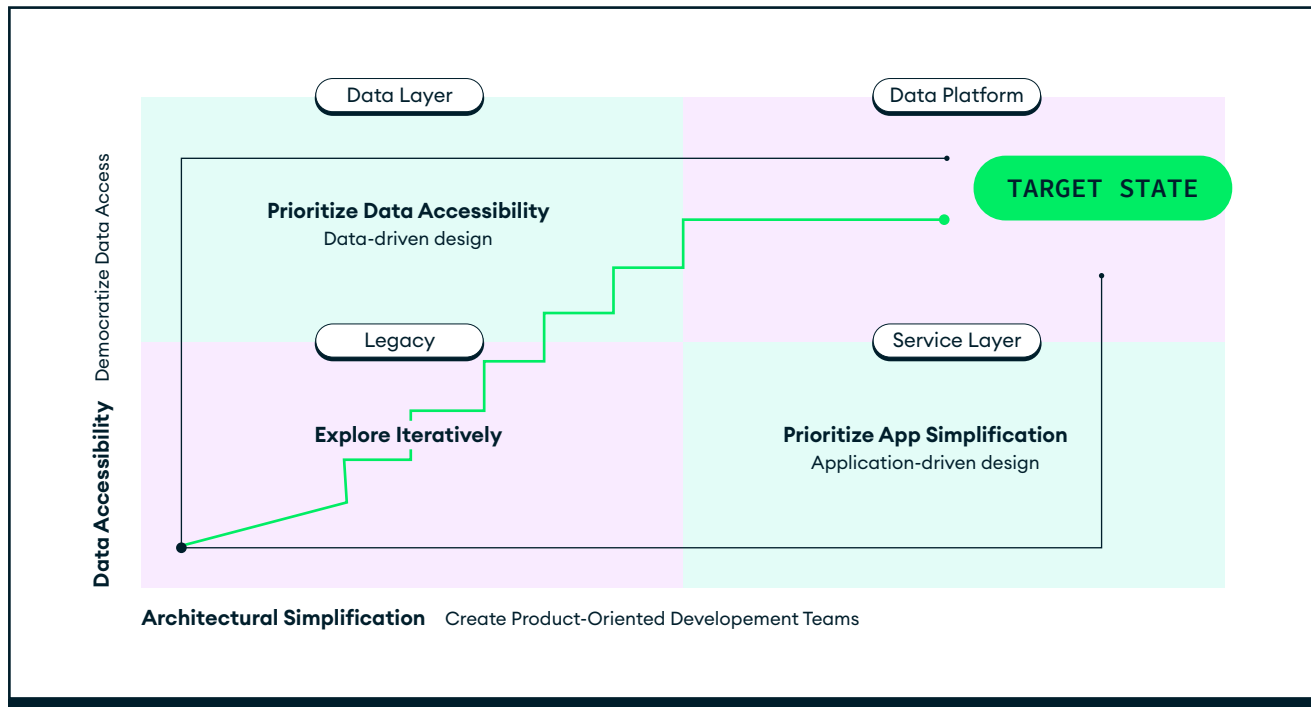 Data Layer
Data Platform
TARGET STATE
Prioritize Data Accessibility
Data-driven design
Legacy
Service Layer
Explore Iteratively
Prioritize App Simplification
Application-driven design
Data Accessibility Democratize Data Access
Architectural Simplification Create Product-Oriented Developement Teams